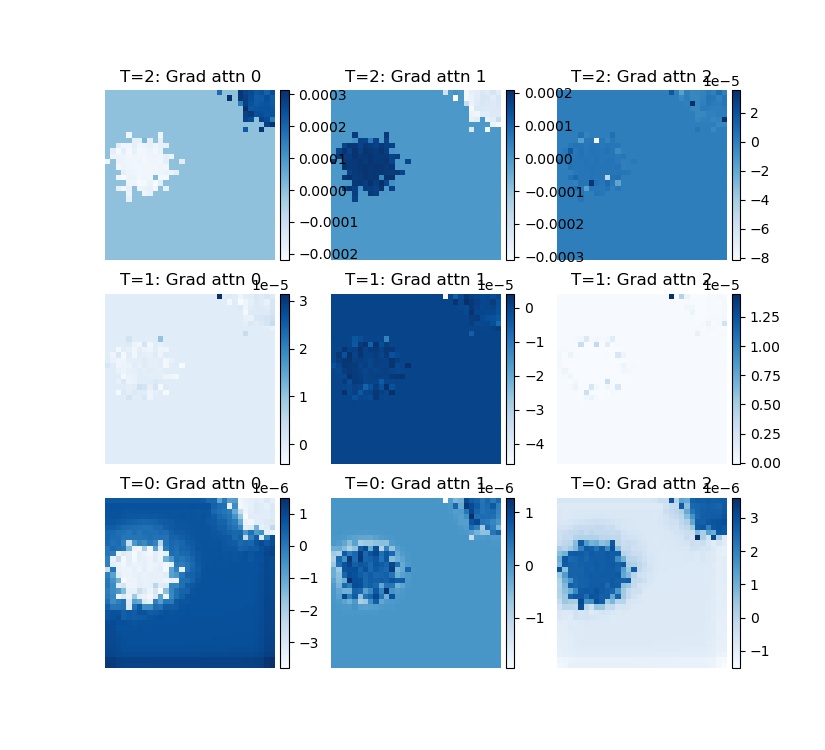 T=2: Grad attn 0
0.0003
0.0002
0.0001
0.0000
−0.0001
−0.0002
T=2: Grad attn 1
0.0002
0.0001
0.0000
−0.0001
−0.0002
−0.0003
T=2: Grad attn 2
1e−5
2
0
−2
−4
−6
−8
T=1: Grad attn 0
1e−5
3
2
1
0
T=1: Grad attn 1
1e−5
0
−1
−2
−3
−4
T=1: Grad attn 2
1e−5
1.25
1.00
0.75
0.50
0.25
0.00
T=0: Grad attn 0
1e−6
1
0
−1
−2
−3
T=0: Grad attn 1
1e−6
1
0
−1
T=0: Grad attn 2
1e−6
3
2
1
0
−1